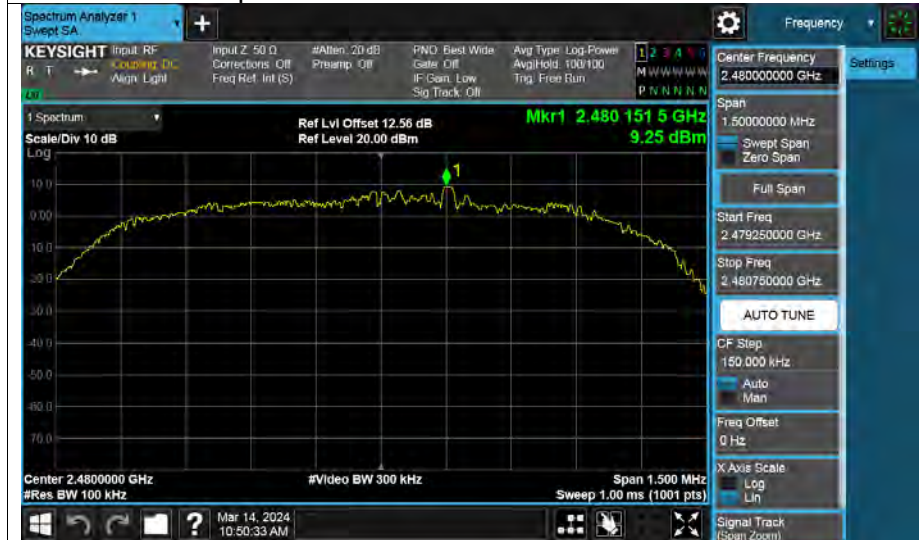 Spectrum Analyzer 1
Swept SA
+
Frequency
KEYSIGHT
R T
Input: RF
Coupling: DC
Align: Light
Input Z: 50 Ω
Corrections: Off
Freq Ref: Int (S)
#Atten: 20 dB
Preamp: Off
PNO: Best Wide
Gate: Off
IF Gain: Low
Sig Track: Off
Avg Type: Log-Power
Avg|Hold: 100/100
Trig: Free Run
1 2 3 4 5 6
M W W W W W
P N N N N N
1 Spectrum
Scale/Div 10 dB
Log
Ref Lvl Offset 12.56 dB
Ref Level 20.00 dBm
Mkr1 2.480 151 5 GHz
9.25 dBm
1
10.0
0.00
-10.0
-20.0
-30.0
-40.0
-50.0
-60.0
-70.0
Center 2.4800000 GHz
#Res BW 100 kHz
#Video BW 300 kHz
Span 1.500 MHz
Sweep 1.00 ms (1001 pts)
?
Mar 14, 2024
10:50:33 AM
Center Frequency
2.480000000 GHz
Settings
Span
1.50000000 MHz
Swept Span
Zero Span
Full Span
Start Freq
2.479250000 GHz
Stop Freq
2.480750000 GHz
AUTO TUNE
CF Step
150.000 kHz
Auto
Man
Freq Offset
0 Hz
X Axis Scale
Log
Lin
Signal Track
(Span Zoom)